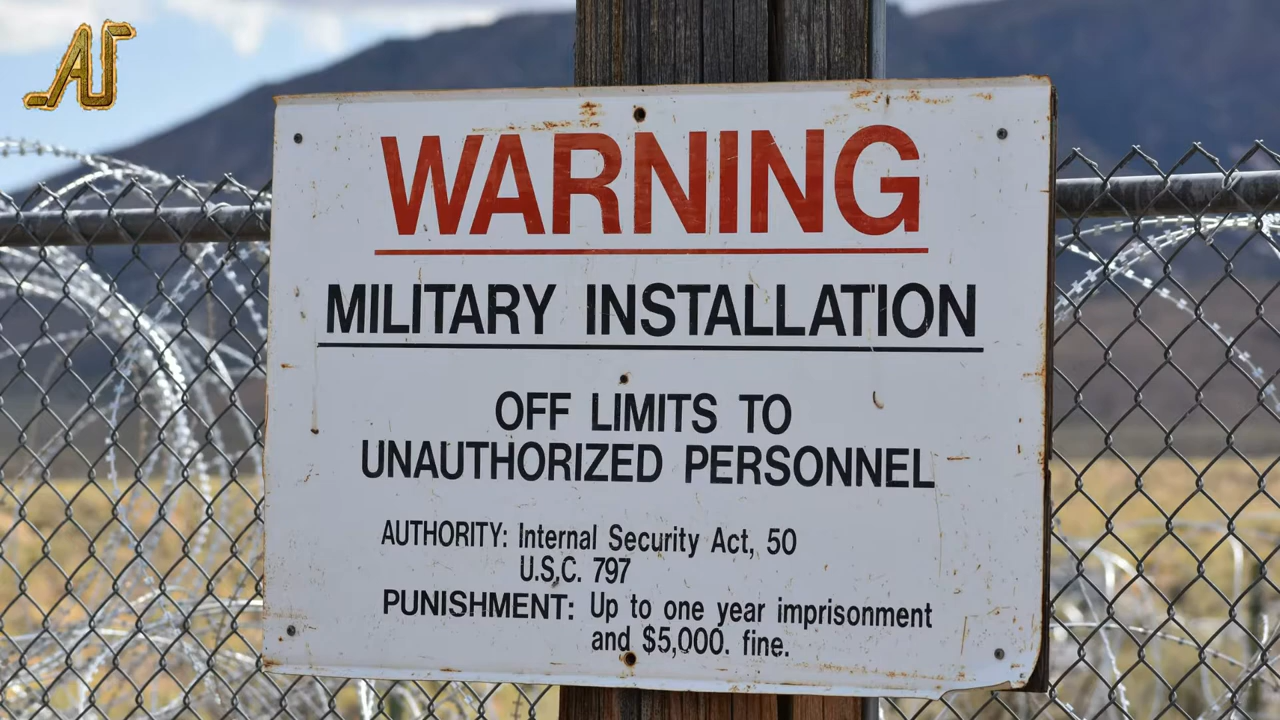 WARNING
MILITARY INSTALLATION
OFF LIMITS TO
UNAUTHORIZED PERSONNEL
AUTHORITY: Internal Security Act, 50
U.S.C. 797
PUNISHMENT: Up to one year imprisonment
and $5,000. fine.